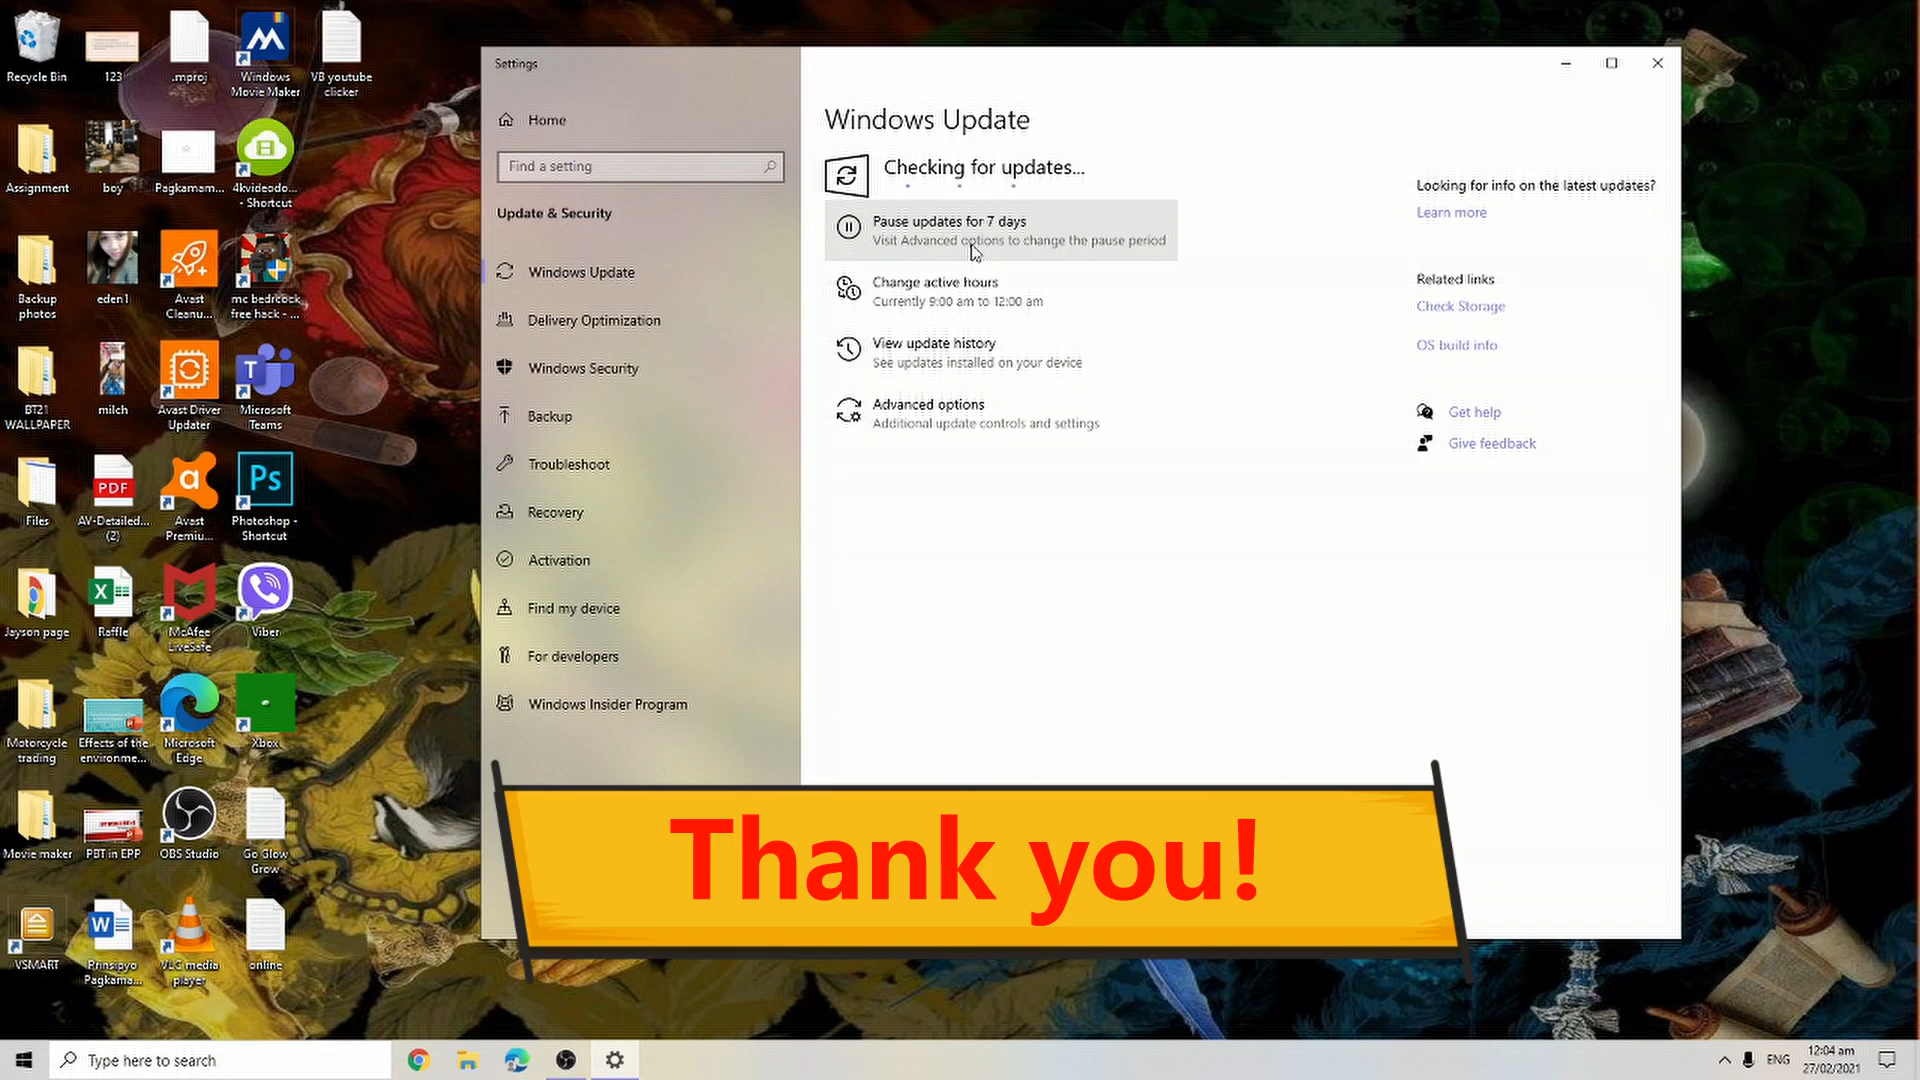 Recycle Bin
123
.mproj
Windows
Movie Maker
VB youtube
clicker
Assignment
boy
Pagkamam...
4kvideodo...
- Shortcut
Backup
photos
eden1
Avast
Cleanu...
mc bedrcock
free hack - ...
BT21
WALLPAPER
milch
Avast Driver
Updater
Microsoft
Teams
Files
PDF
AV-Detailed...
(2)
Avast
Premiu...
Ps
Photoshop -
Shortcut
Jayson page
Raffle
McAfee
LiveSafe
Viber
Motorcycle
trading
Effects of the
environme...
Microsoft
Edge
Xbox
Movie maker
PBT in EPP
OBS Studio
Go Glow
Grow
VSMART
Prinsipyo
Pagkama...
VLC media
player
online
Settings
Home
Find a setting
Update & Security
Windows Update
Delivery Optimization
Windows Security
Backup
Troubleshoot
Recovery
Activation
Find my device
For developers
Windows Insider Program
Windows Update
Checking for updates...
Pause updates for 7 days
Visit Advanced options to change the pause period
Change active hours
Currently 9:00 am to 12:00 am
View update history
See updates installed on your device
Advanced options
Additional update controls and settings
Looking for info on the latest updates?
Learn more
Related links
Check Storage
OS build info
Get help
Give feedback
Thank you!
Type here to search
ENG
12:04 am
27/02/2021